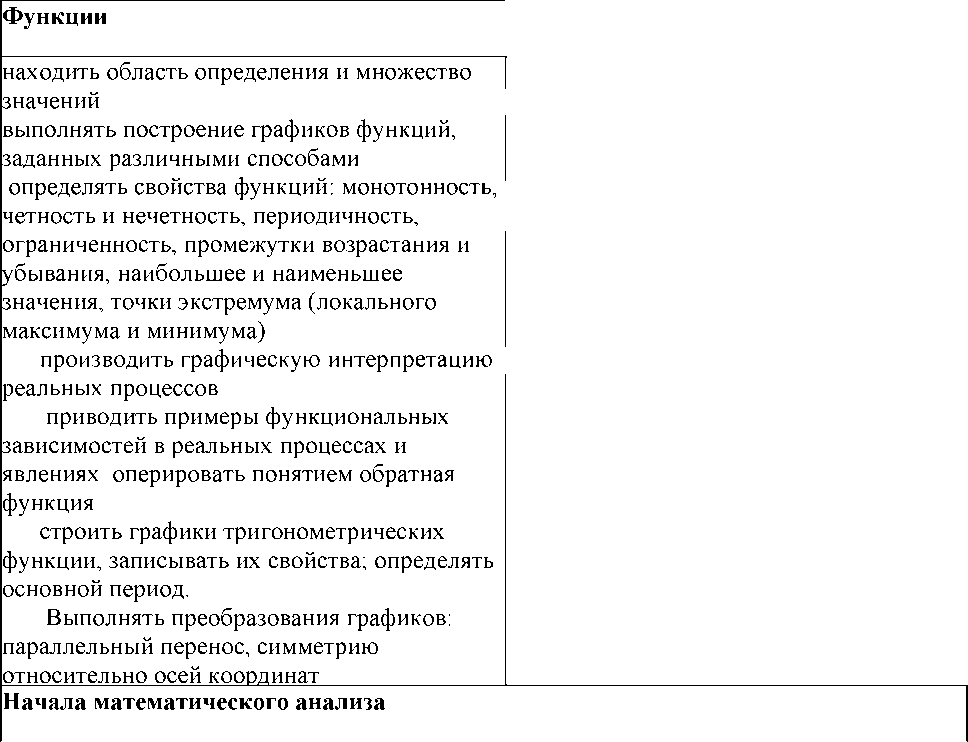 Функции
находить область определения и множество
значений
выполнять построение графиков функций,
заданных различными способами
определять свойства функций: монотонность,
четность и нечетность, периодичность,
ограниченность, промежутки возрастания и
убывания, наибольшее и наименьшее
значения, точки экстремума (локального
максимума и минимума)
производить графическую интерпретацию
реальных процессов
приводить примеры функциональных
зависимостей в реальных процессах и
явлениях оперировать понятием обратная
функция
строить графики тригонометрических
функции, записывать их свойства; определять
основной период.
Выполнять преобразования графиков:
параллельный перенос, симметрию
относительно осей координат
Начала математического анализа